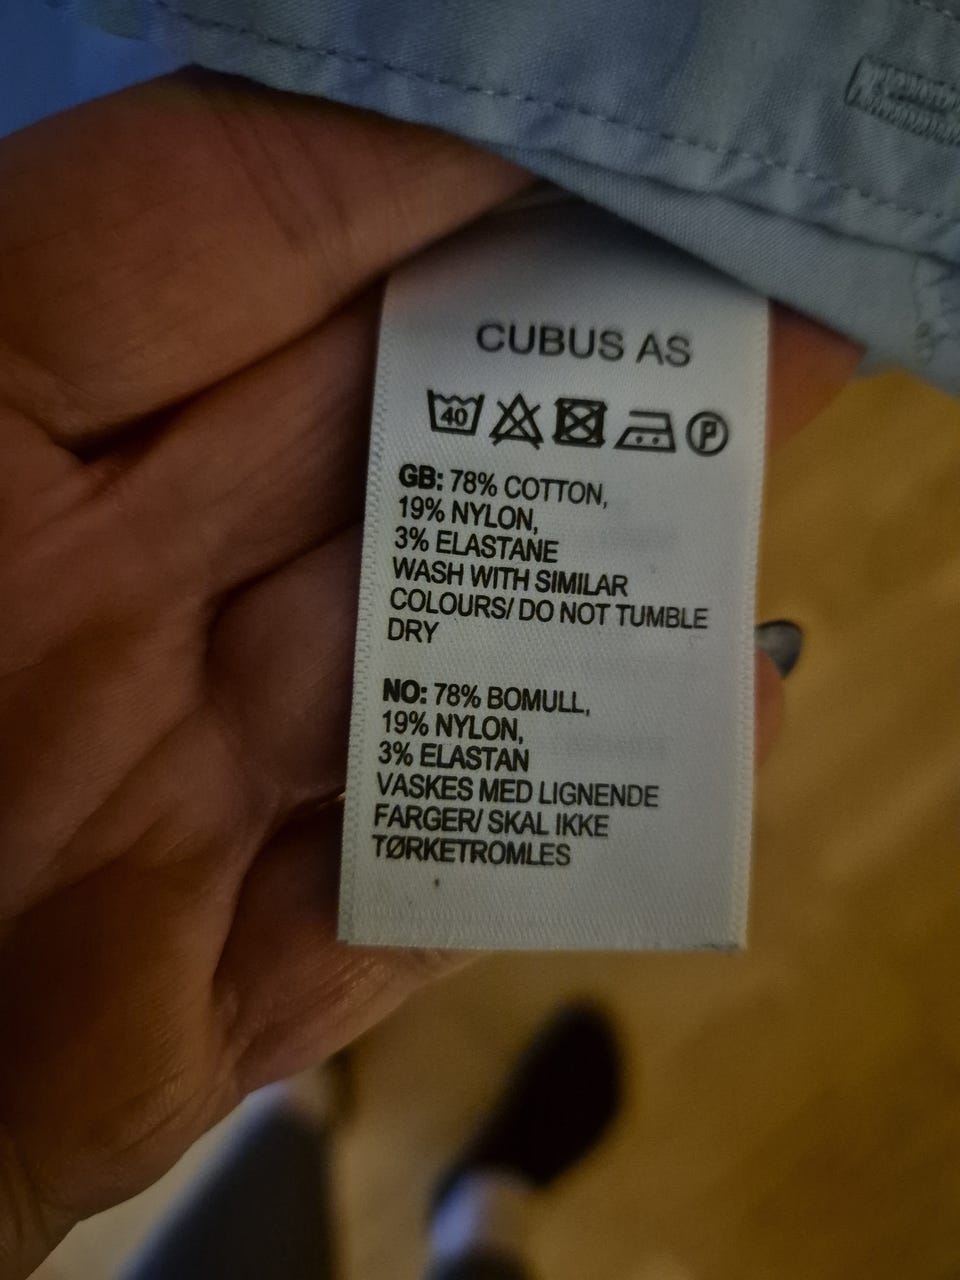 CUBUS AS
40 P
GB: 78% COTTON,
19% NYLON,
3% ELASTANE
WASH WITH SIMILAR
COLOURS/ DO NOT TUMBLE
DRY
NO: 78% BOMULL,
19% NYLON,
3% ELASTAN
VASKES MED LIGNENDE
FARGER/ SKAL IKKE
TØRKETROMLES